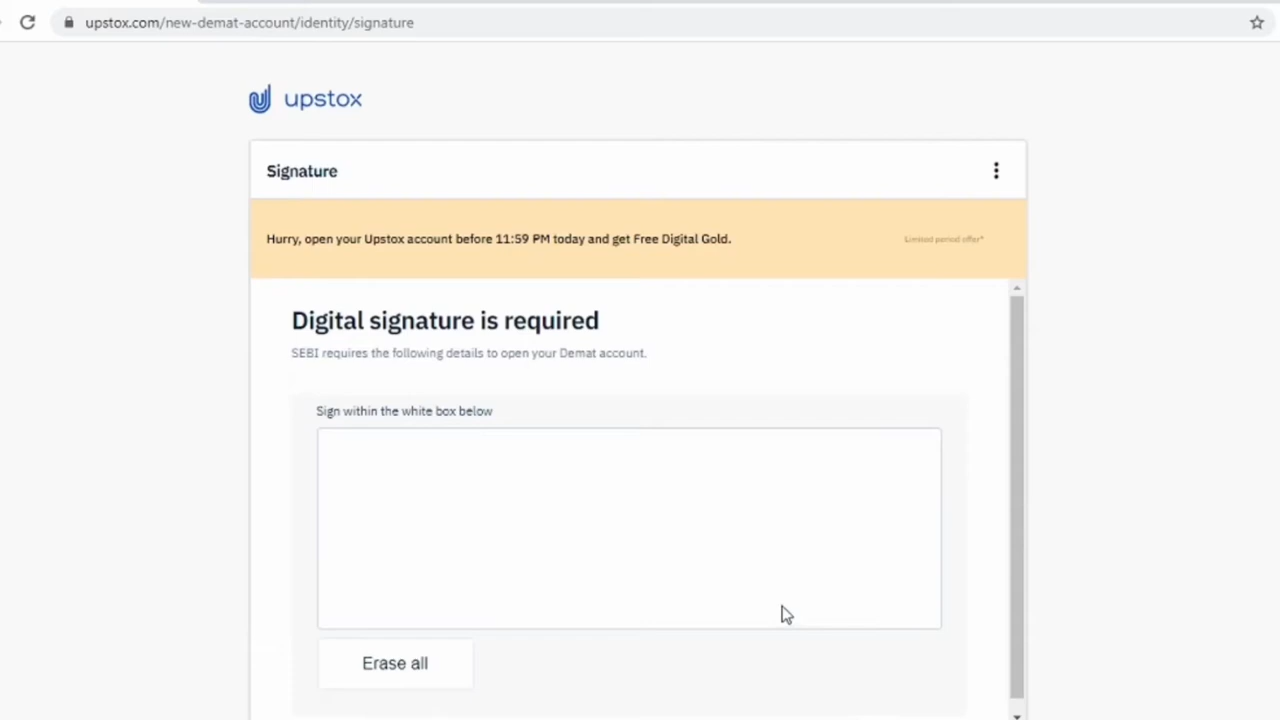 upstox.com/new-demat-account/identity/signature
upstox
Signature
Hurry, open your Upstox account before 11:59 PM today and get Free Digital Gold.
Limited period offer*
Digital signature is required
SEBI requires the following details to open your Demat account.
Sign within the white box below
Erase all